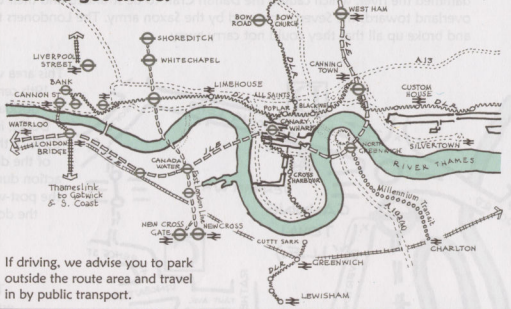 BOW
ROAD
BOW
CHURCH
WEST HAM
SHOREDITCH
LIVERPOOL
STREET
WHITECHAPEL
D.L.R.
J.L.E.
CANNING
TOWN
A13
BANK
CANNON ST
LIMEHOUSE
ALL SAINTS
POPLAR
BLACKWALL
CUSTOM
HOUSE
D.L.R.
WATERLOO
LONDON
BRIDGE
CANARY
WHARF
NORTH
GREENWICH
SILVERTOWN
RIVER THAMES
CANADA
WATER
J.L.E.
CROSS
HARBOUR
Thameslink
to Gatwick
& S. Coast
East London Line
Millennium Transit
NEW CROSS
GATE
NEW CROSS
CUTTY SARK
GREENWICH
CHARLTON
D.L.R.
LEWISHAM
If driving, we advise you to park
outside the route area and travel
in by public transport.